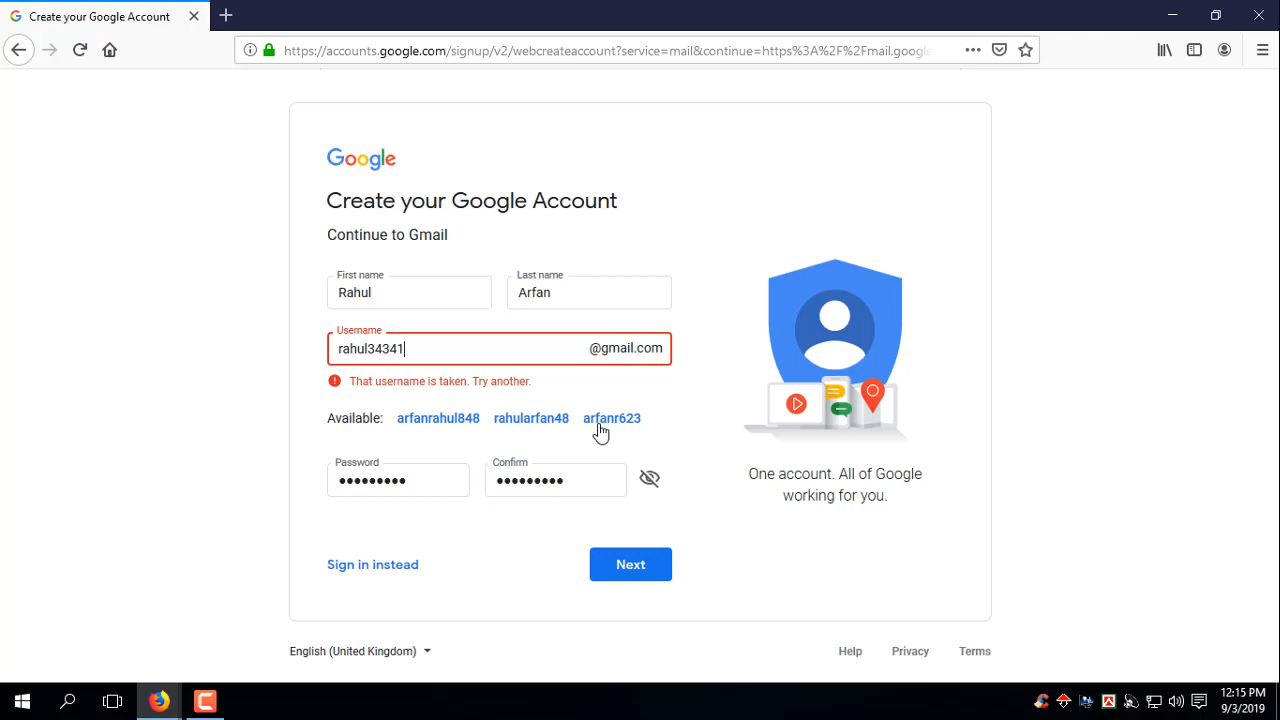 Create your Google Account
https://accounts.google.com/signup/v2/webcreateaccount?service=mail&continue=https%3A%2F%2Fmail.google
Google
Create your Google Account
Continue to Gmail
First name
Rahul
Last name
Arfan
Username
rahul34341 @gmail.com
That username is taken. Try another.
Available: arfanrahul848 rahularfan48 arfanr623
Password
•••••••••
Confirm
•••••••••
Sign in instead
Next
One account. All of Google
working for you.
English (United Kingdom)
Help Privacy Terms
12:15 PM
9/3/2019